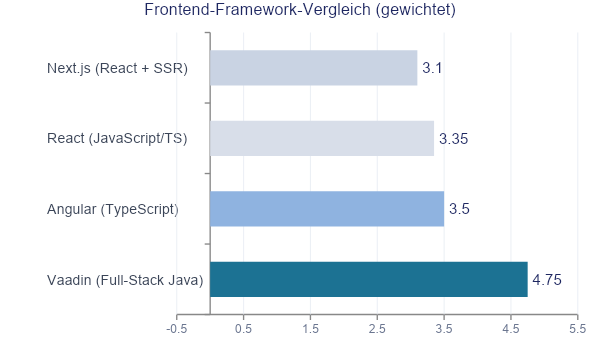 Frontend-Framework-Vergleich (gewichtet)
Next.js (React + SSR) 3.1
React (JavaScript/TS) 3.35
Angular (TypeScript) 3.5
Vaadin (Full-Stack Java) 4.75
-0.5 0.5 1.5 2.5 3.5 4.5 5.5